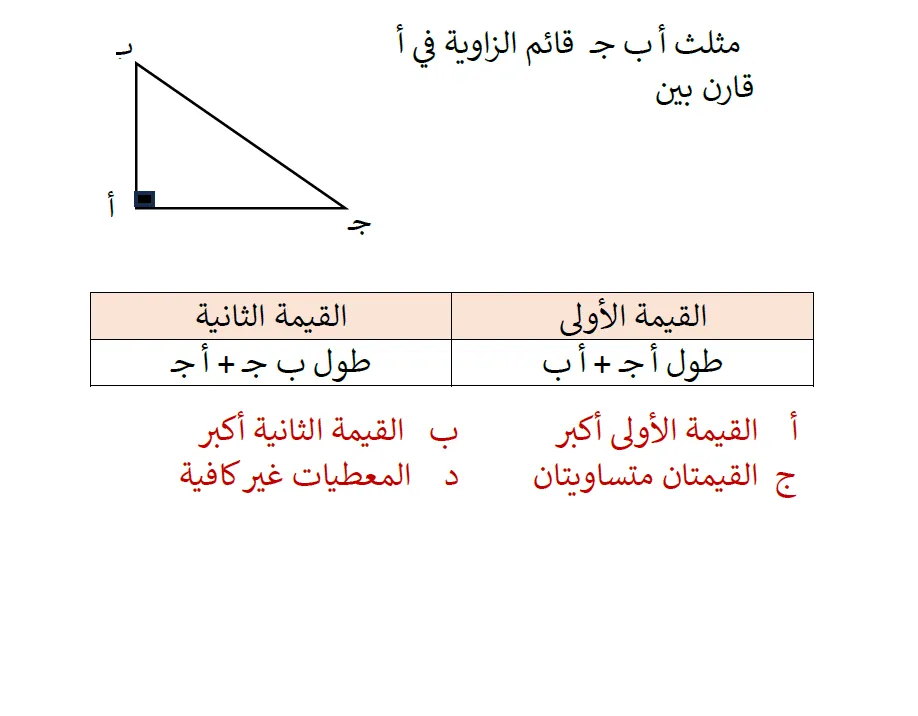 مثلث أ ب جـ قائم الزاوية في أ
قارن بين
ب
أ
جـ
القيمة الأولى القيمة الثانية
طول أ جـ + أ ب طول ب جـ + أ جـ
أ القيمة الأولى أكبر ب القيمة الثانية أكبر
ج القيمتان متساويتان د المعطيات غير كافية